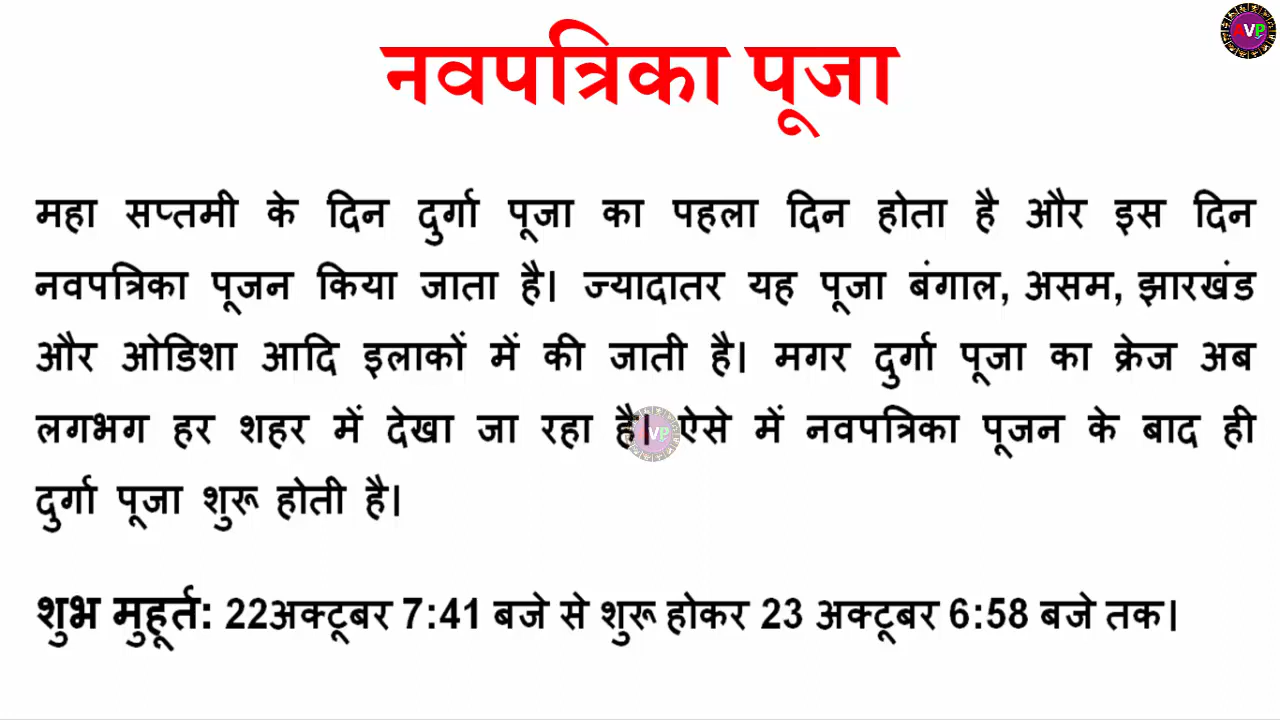 नवपत्रिका पूजा
AVP
महा सप्तमी के दिन दुर्गा पूजा का पहला दिन होता है और इस दिन
नवपत्रिका पूजन किया जाता है। ज्यादातर यह पूजा बंगाल, असम, झारखंड
और ओडिशा आदि इलाकों में की जाती है। मगर दुर्गा पूजा का क्रेज अब
लगभग हर शहर में देखा जा रहा है। ऐसे में नवपत्रिका पूजन के बाद ही
दुर्गा पूजा शुरू होती है।
शुभ मुहूर्त: 22अक्टूबर 7:41 बजे से शुरू होकर 23 अक्टूबर 6:58 बजे तक।